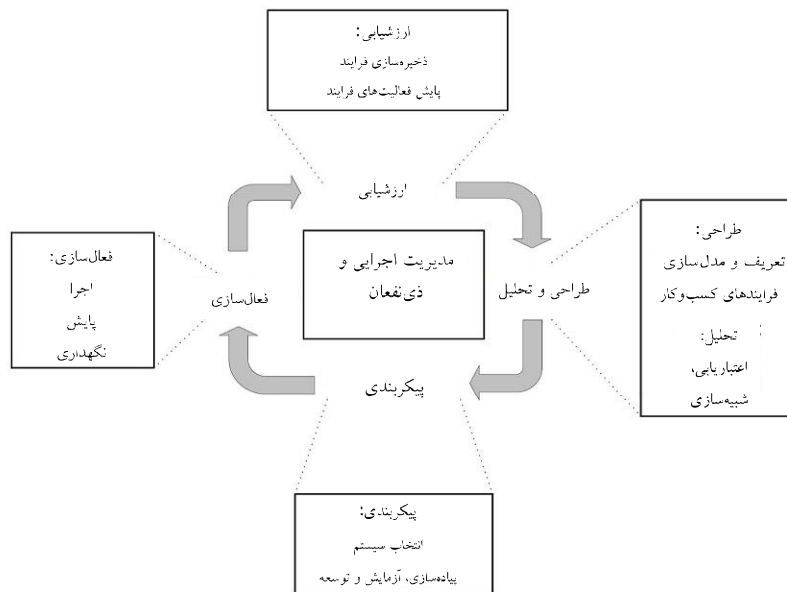 ارزشیابی:
ذخیره‌سازی فرایند
پایش فعالیت‌های فرایند
ارزشیابی
طراحی:
تعریف و مدل‌سازی
فرایندهای کسب‌وکار
تحلیل:
اعتباریابی،
شبیه‌سازی
طراحی و تحلیل
مدیریت اجرایی و
ذی‌نفعان
فعال‌سازی
فعال‌سازی:
اجرا
پایش
نگهداری
پیکربندی
پیکربندی:
انتخاب سیستم
پیاده‌سازی، آزمایش و توسعه